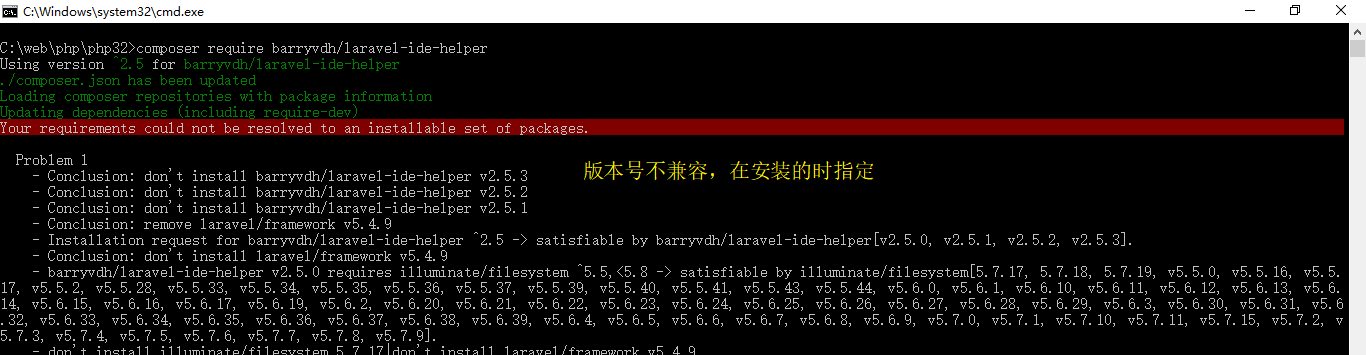 C:\Windows\system32\cmd.exe
C:\web\php\php32>composer require barryvdh/laravel-ide-helper
Using version ^2.5 for barryvdh/laravel-ide-helper
./composer.json has been updated
Loading composer repositories with package information
Updating dependencies (including require-dev)
Your requirements could not be resolved to an installable set of packages.
Problem 1
- Conclusion: don't install barryvdh/laravel-ide-helper v2.5.3
版本号不兼容，在安装的时指定
- Conclusion: don't install barryvdh/laravel-ide-helper v2.5.2
- Conclusion: don't install barryvdh/laravel-ide-helper v2.5.1
- Conclusion: remove laravel/framework v5.4.9
- Installation request for barryvdh/laravel-ide-helper ^2.5 -> satisfiable by barryvdh/laravel-ide-helper[v2.5.0, v2.5.1, v2.5.2, v2.5.3].
- Conclusion: don't install laravel/framework v5.4.9
- barryvdh/laravel-ide-helper v2.5.0 requires illuminate/filesystem ^5.5,<5.8 -> satisfiable by illuminate/filesystem[5.7.17, 5.7.18, 5.7.19, v5.5.0, v5.5.16, v5.5.
17, v5.5.2, v5.5.28, v5.5.33, v5.5.34, v5.5.35, v5.5.36, v5.5.37, v5.5.39, v5.5.40, v5.5.41, v5.5.43, v5.5.44, v5.6.0, v5.6.1, v5.6.10, v5.6.11, v5.6.12, v5.6.13, v5.6.
14, v5.6.15, v5.6.16, v5.6.17, v5.6.19, v5.6.2, v5.6.20, v5.6.21, v5.6.22, v5.6.23, v5.6.24, v5.6.25, v5.6.26, v5.6.27, v5.6.28, v5.6.29, v5.6.3, v5.6.30, v5.6.31, v5.6
.32, v5.6.33, v5.6.34, v5.6.35, v5.6.36, v5.6.37, v5.6.38, v5.6.39, v5.6.4, v5.6.5, v5.6.6, v5.6.7, v5.6.8, v5.6.9, v5.7.0, v5.7.1, v5.7.10, v5.7.11, v5.7.15, v5.7.2, v
5.7.3, v5.7.4, v5.7.5, v5.7.6, v5.7.7, v5.7.8, v5.7.9].
- don't install illuminate/filesystem 5.7.17|don't install laravel/framework v5.4.9